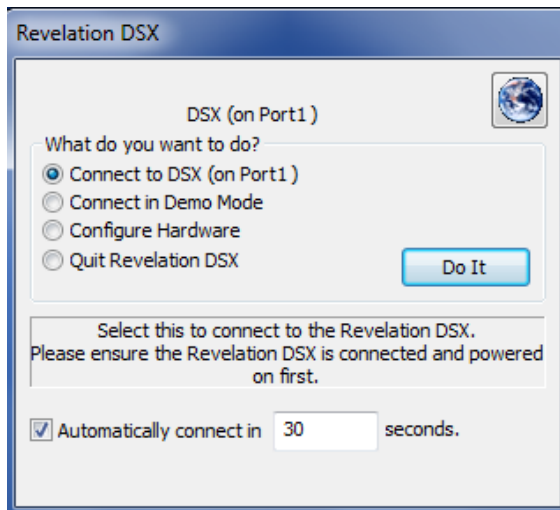 Revelation DSX
DSX (on Port1)
What do you want to do?
Connect to DSX (on Port1)
Connect in Demo Mode
Configure Hardware
Quit Revelation DSX
Do It
Select this to connect to the Revelation DSX.
Please ensure the Revelation DSX is connected and powered
on first.
Automatically connect in 30 seconds.